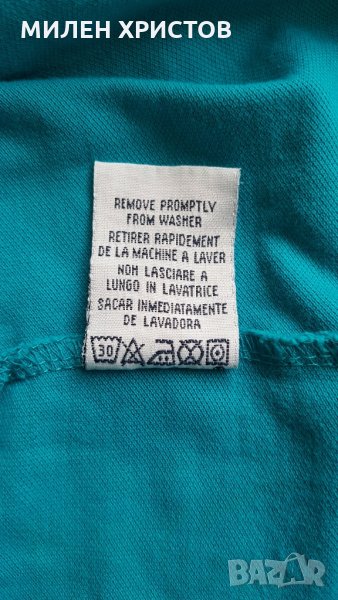 МИЛЕН ХРИСТОВ
REMOVE PROMPTLY
FROM WASHER
RETIRER RAPIDEMENT
DE LA MACHINE A LAVER
NON LASCIARE A
LUNGO IN LAVATRICE
SACAR INMEDIATAMENTE
DE LAVADORA
30
BAZAR